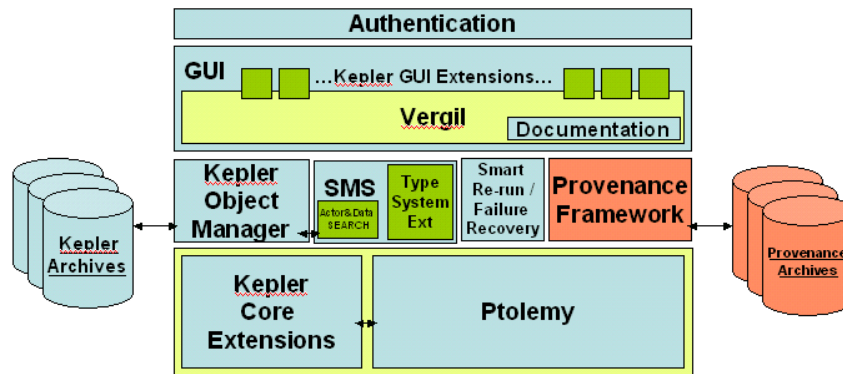 Authentication
GUI
...Kepler GUI Extensions...
Vergil
Documentation
Kepler
Object
Manager
SMS
Actor&Data
SEARCH
Type
System
Ext
Smart
Re-run /
Failure
Recovery
Provenance
Framework
Kepler
Archives
Provenance
Archives
Kepler
Core
Extensions
Ptolemy